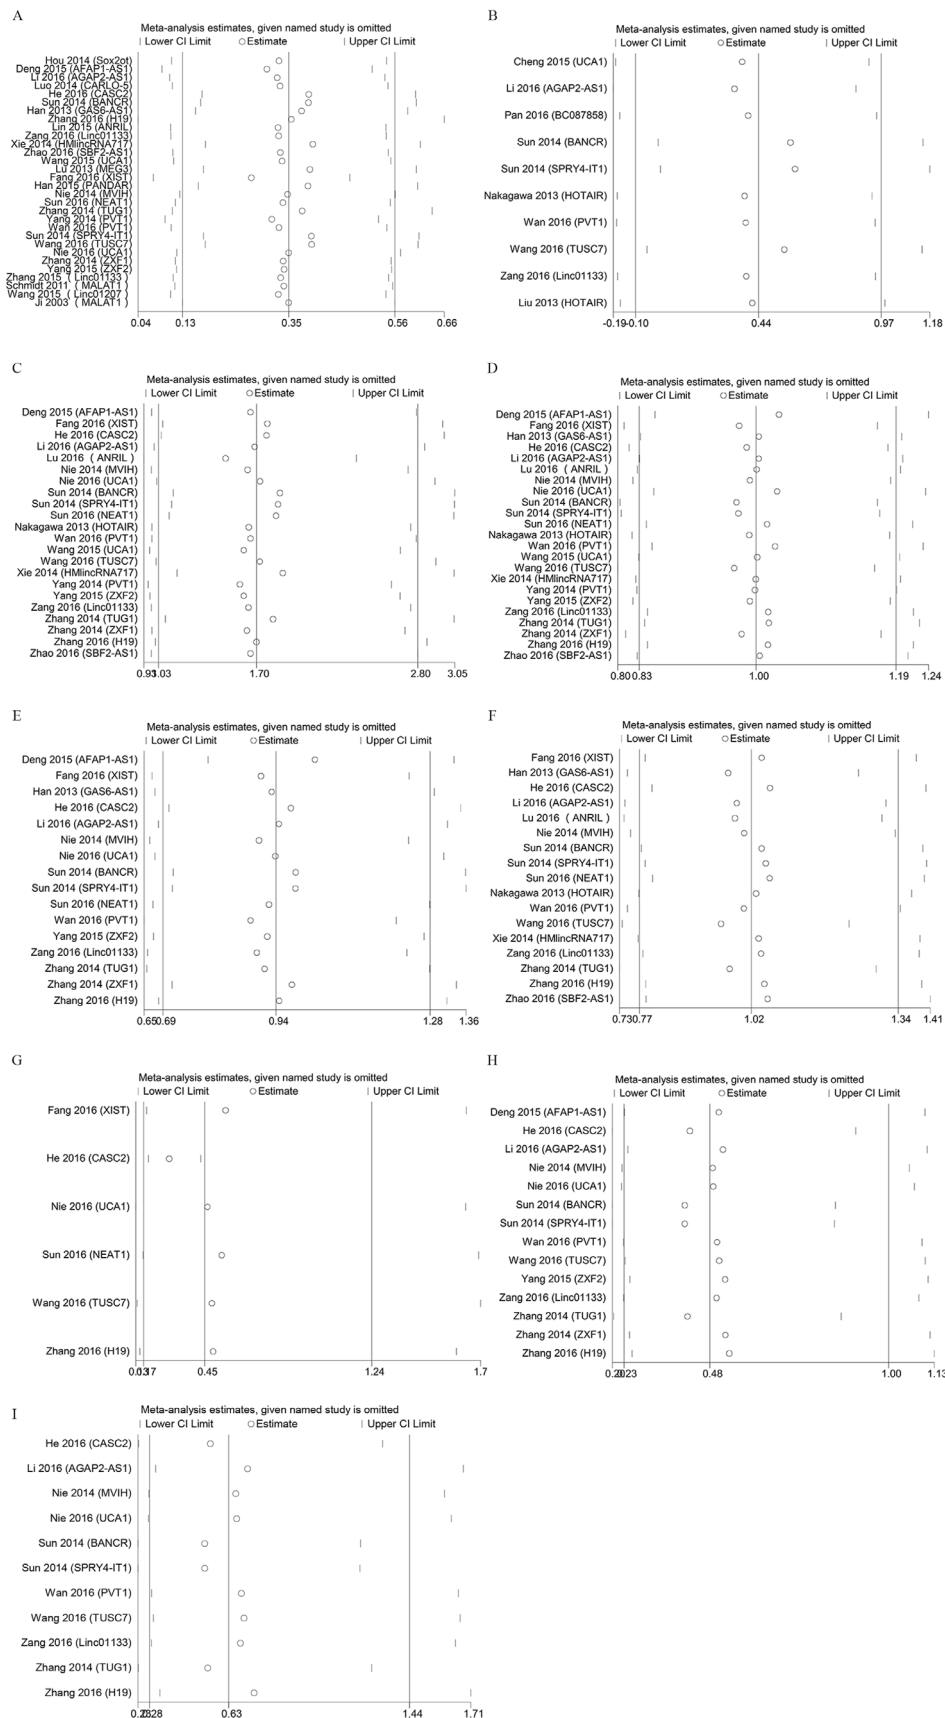 A
Meta-analysis estimates, given named study is omitted
Lower CI Limit Estimate Upper CI Limit
Hou 2014 (Sox2ot)
Deng 2015 (AFAP1-AS1)
Li 2016 (AGAP2-AS1)
Luo 2014 (CARLO-5)
He 2016 (CASC2)
Sun 2014 (BANCR)
Han 2013 (GAS6-AS1)
Zhang 2016 (H19)
Lin 2015 (ANRIL)
Zang 2016 (Linc01133)
Xie 2014 (HMlincRNA717)
Zhao 2016 (SBF2-AS1)
Wang 2015 (UCA1)
Lu 2013 (MEG3)
Fang 2016 (XIST)
Han 2015 (PANDAR)
Nie 2014 (MVIH)
Sun 2016 (NEAT1)
Zhang 2014 (TUG1)
Yang 2014 (PVT1)
Wan 2016 (PVT1)
Sun 2014 (SPRY4-IT1)
Wang 2016 (TUSC7)
Nie 2016 (UCA1)
Zhang 2014 (ZXF1)
Yang 2015 (ZXF2)
Zhang 2015 ( Linc01133 )
Schmidt 2011 ( MALAT1 )
Wang 2015 ( Linc01207 )
Ji 2003 ( MALAT1 )
0.04 0.13 0.35 0.56 0.66
B
Meta-analysis estimates, given named study is omitted
Lower CI Limit Estimate Upper CI Limit
Cheng 2015 (UCA1)
Li 2016 (AGAP2-AS1)
Pan 2016 (BC087858)
Sun 2014 (BANCR)
Sun 2014 (SPRY4-IT1)
Nakagawa 2013 (HOTAIR)
Wan 2016 (PVT1)
Wang 2016 (TUSC7)
Zang 2016 (Linc01133)
Liu 2013 (HOTAIR)
-0.19 -0.10 0.44 0.97 1.18
C
Meta-analysis estimates, given named study is omitted
Lower CI Limit Estimate Upper CI Limit
Deng 2015 (AFAP1-AS1)
Fang 2016 (XIST)
He 2016 (CASC2)
Li 2016 (AGAP2-AS1)
Lu 2016 ( ANRIL)
Nie 2014 (MVIH)
Nie 2016 (UCA1)
Sun 2014 (BANCR)
Sun 2014 (SPRY4-IT1)
Sun 2016 (NEAT1)
Nakagawa 2013 (HOTAIR)
Wan 2016 (PVT1)
Wang 2015 (UCA1)
Wang 2016 (TUSC7)
Xie 2014 (HMlincRNA717)
Yang 2014 (PVT1)
Yang 2015 (ZXF2)
Zang 2016 (Linc01133)
Zhang 2014 (TUG1)
Zhang 2014 (ZXF1)
Zhang 2016 (H19)
Zhao 2016 (SBF2-AS1)
0.93 1.03 1.70 2.80 3.05
D
Meta-analysis estimates, given named study is omitted
Lower CI Limit Estimate Upper CI Limit
Deng 2015 (AFAP1-AS1)
Fang 2016 (XIST)
Han 2013 (GAS6-AS1)
He 2016 (CASC2)
Li 2016 (AGAP2-AS1)
Lu 2016 ( ANRIL)
Nie 2014 (MVIH)
Nie 2016 (UCA1)
Sun 2014 (BANCR)
Sun 2014 (SPRY4-IT1)
Sun 2016 (NEAT1)
Nakagawa 2013 (HOTAIR)
Wan 2016 (PVT1)
Wang 2015 (UCA1)
Wang 2016 (TUSC7)
Xie 2014 (HMlincRNA717)
Yang 2014 (PVT1)
Yang 2015 (ZXF2)
Zang 2016 (Linc01133)
Zhang 2014 (TUG1)
Zhang 2014 (ZXF1)
Zhang 2016 (H19)
Zhao 2016 (SBF2-AS1)
0.80 0.83 1.00 1.19 1.24
E
Meta-analysis estimates, given named study is omitted
Lower CI Limit Estimate Upper CI Limit
Deng 2015 (AFAP1-AS1)
Fang 2016 (XIST)
Han 2013 (GAS6-AS1)
He 2016 (CASC2)
Li 2016 (AGAP2-AS1)
Nie 2014 (MVIH)
Nie 2016 (UCA1)
Sun 2014 (BANCR)
Sun 2014 (SPRY4-IT1)
Sun 2016 (NEAT1)
Wan 2016 (PVT1)
Yang 2015 (ZXF2)
Zang 2016 (Linc01133)
Zhang 2014 (TUG1)
Zhang 2014 (ZXF1)
Zhang 2016 (H19)
0.65 0.69 0.94 1.28 1.36
F
Meta-analysis estimates, given named study is omitted
Lower CI Limit Estimate Upper CI Limit
Fang 2016 (XIST)
Han 2013 (GAS6-AS1)
He 2016 (CASC2)
Li 2016 (AGAP2-AS1)
Lu 2016 ( ANRIL)
Nie 2014 (MVIH)
Sun 2014 (BANCR)
Sun 2014 (SPRY4-IT1)
Sun 2016 (NEAT1)
Nakagawa 2013 (HOTAIR)
Wan 2016 (PVT1)
Wang 2016 (TUSC7)
Xie 2014 (HMlincRNA717)
Zang 2016 (Linc01133)
Zhang 2014 (TUG1)
Zhang 2016 (H19)
Zhao 2016 (SBF2-AS1)
0.73 0.77 1.02 1.34 1.41
G
Meta-analysis estimates, given named study is omitted
Lower CI Limit Estimate Upper CI Limit
Fang 2016 (XIST)
He 2016 (CASC2)
Nie 2016 (UCA1)
Sun 2016 (NEAT1)
Wang 2016 (TUSC7)
Zhang 2016 (H19)
0.45 1.24 1.7
H
Meta-analysis estimates, given named study is omitted
Lower CI Limit Estimate Upper CI Limit
Deng 2015 (AFAP1-AS1)
He 2016 (CASC2)
Li 2016 (AGAP2-AS1)
Nie 2014 (MVIH)
Nie 2016 (UCA1)
Sun 2014 (BANCR)
Sun 2014 (SPRY4-IT1)
Wan 2016 (PVT1)
Wang 2016 (TUSC7)
Yang 2015 (ZXF2)
Zang 2016 (Linc01133)
Zhang 2014 (TUG1)
Zhang 2014 (ZXF1)
Zhang 2016 (H19)
0.23 0.48 1.00 1.13
I
Meta-analysis estimates, given named study is omitted
Lower CI Limit Estimate Upper CI Limit
He 2016 (CASC2)
Li 2016 (AGAP2-AS1)
Nie 2014 (MVIH)
Nie 2016 (UCA1)
Sun 2014 (BANCR)
Sun 2014 (SPRY4-IT1)
Wan 2016 (PVT1)
Wang 2016 (TUSC7)
Zang 2016 (Linc01133)
Zhang 2014 (TUG1)
Zhang 2016 (H19)
0.28 0.63 1.44 1.71